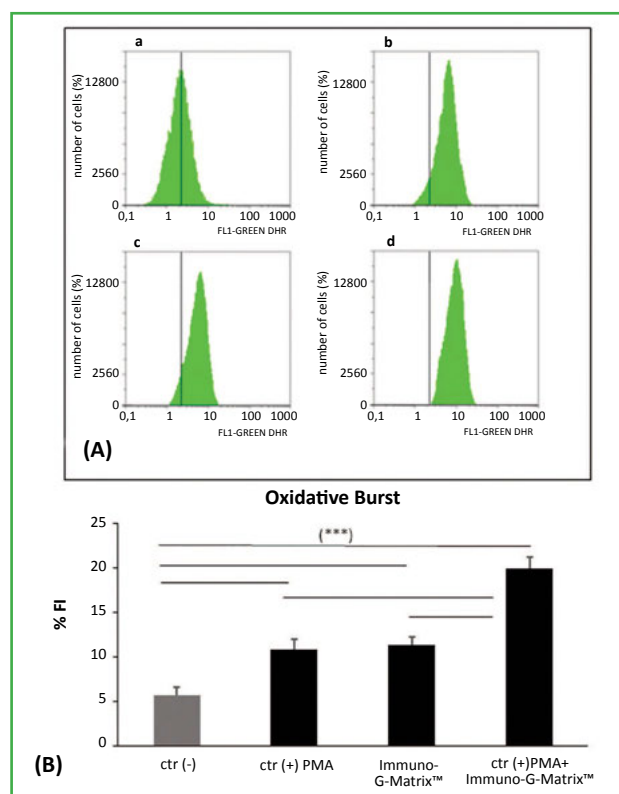 a
number of cells (%)
12800
2560
0
0,1 1 10 100 1000
FL1-GREEN DHR
b
number of cells (%)
12800
2560
0
0,1 1 10 100 1000
FL1-GREEN DHR
c
number of cells (%)
12800
2560
0
0,1 1 10 100 1000
FL1-GREEN DHR
d
number of cells (%)
12800
2560
0
0,1 1 10 100 1000
FL1-GREEN DHR
(A)
Oxidative Burst
% FI
25
20
15
10
5
0
(***)
ctr (-)
ctr (+) PMA
Immuno-
G-Matrix™
ctr (+)PMA+
Immuno-G-Matrix™
(B)